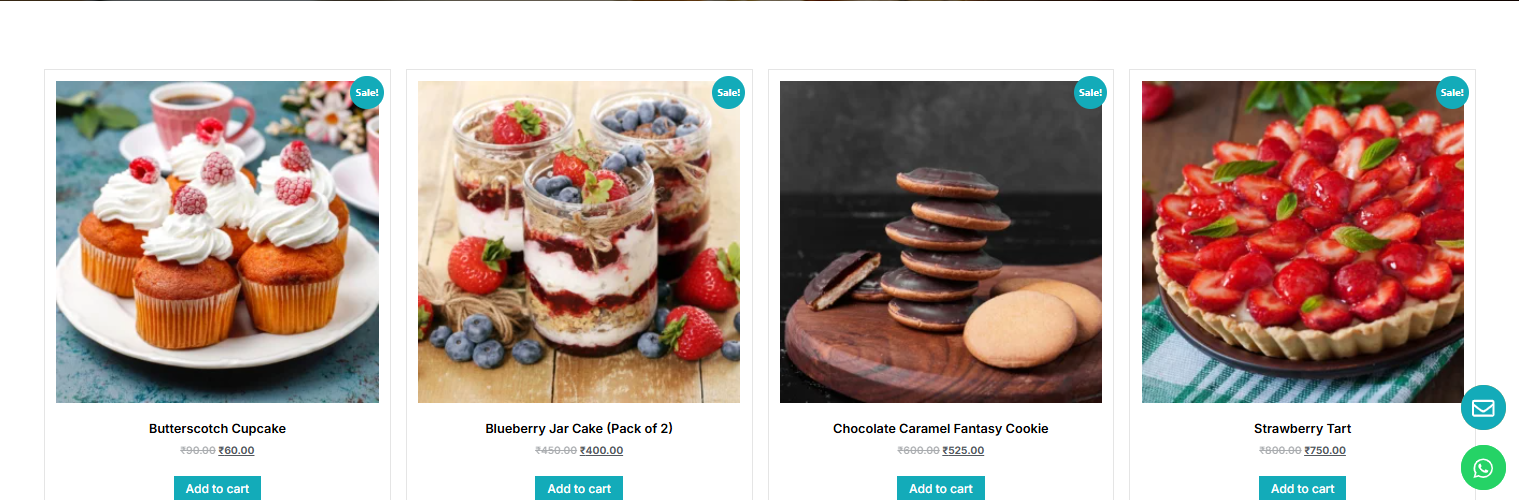 Sale!
Sale!
Sale!
Sale!
Butterscotch Cupcake
Blueberry Jar Cake (Pack of 2)
Chocolate Caramel Fantasy Cookie
Strawberry Tart
₹90.00 ₹60.00
₹450.00 ₹400.00
₹600.00 ₹525.00
₹800.00 ₹750.00
Add to cart
Add to cart
Add to cart
Add to cart